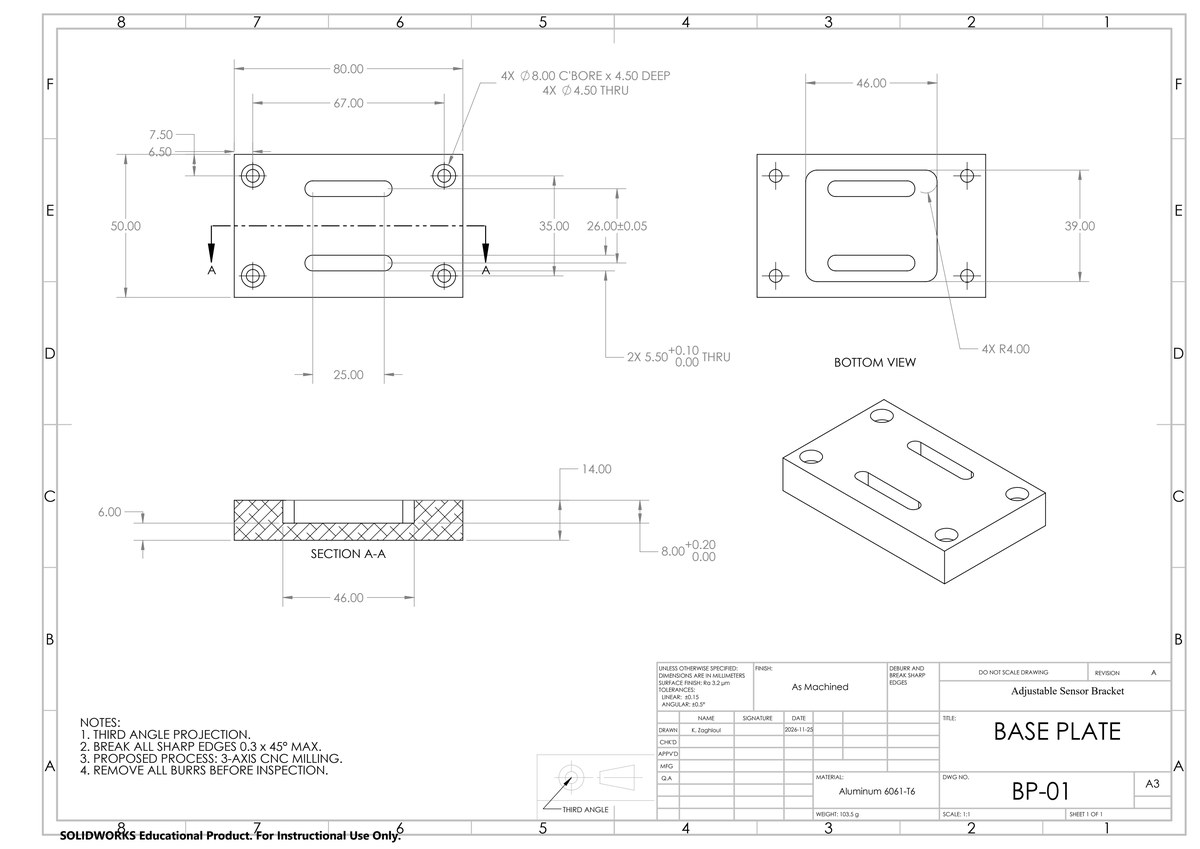 8 7 6 5 4 3 2 1
F F
E E
D D
C C
B B
A A
80.00
67.00
7.50
6.50
4X ∅8.00 C'BORE x 4.50 DEEP
4X ∅4.50 THRU
50.00
35.00
26.00±0.05
A A
2X 5.50 +0.10 0.00 THRU
25.00
46.00
39.00
4X R4.00
BOTTOM VIEW
14.00
6.00
8.00 +0.20 0.00
SECTION A-A
46.00
NOTES:
1. THIRD ANGLE PROJECTION.
2. BREAK ALL SHARP EDGES 0.3 x 45° MAX.
3. PROPOSED PROCESS: 3-AXIS CNC MILLING.
4. REMOVE ALL BURRS BEFORE INSPECTION.
THIRD ANGLE
UNLESS OTHERWISE SPECIFIED:
DIMENSIONS ARE IN MILLIMETERS
SURFACE FINISH: Ra 3.2 µm
TOLERANCES:
LINEAR: ±0.15
ANGULAR: ±0.5°
FINISH:
As Machined
DEBURR AND
BREAK SHARP
EDGES
DO NOT SCALE DRAWING
REVISION A
Adjustable Sensor Bracket
NAME SIGNATURE DATE
DRAWN K. Zaghloul 2026-11-25
CHK'D
APPV'D
MFG
Q.A
TITLE:
BASE PLATE
MATERIAL:
Aluminum 6061-T6
DWG NO.
BP-01
A3
WEIGHT: 103.5 g
SCALE: 1:1
SHEET 1 OF 1
8 7 6 5 4 3 2 1
SOLIDWORKS Educational Product. For Instructional Use Only.